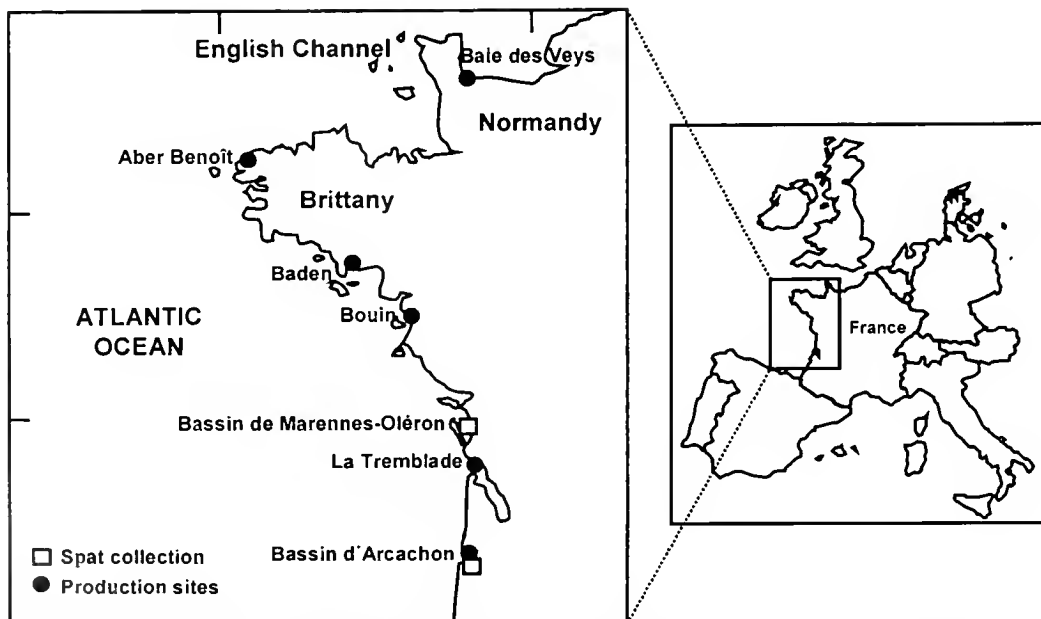 English Channel
Baie des Veys
Normandy
Aber Benoît
Brittany
Baden
Bouin
ATLANTIC
OCEAN
France
Bassin de Marennes-Oléron
La Tremblade
Bassin d'Arcachon
Spat collection
Production sites